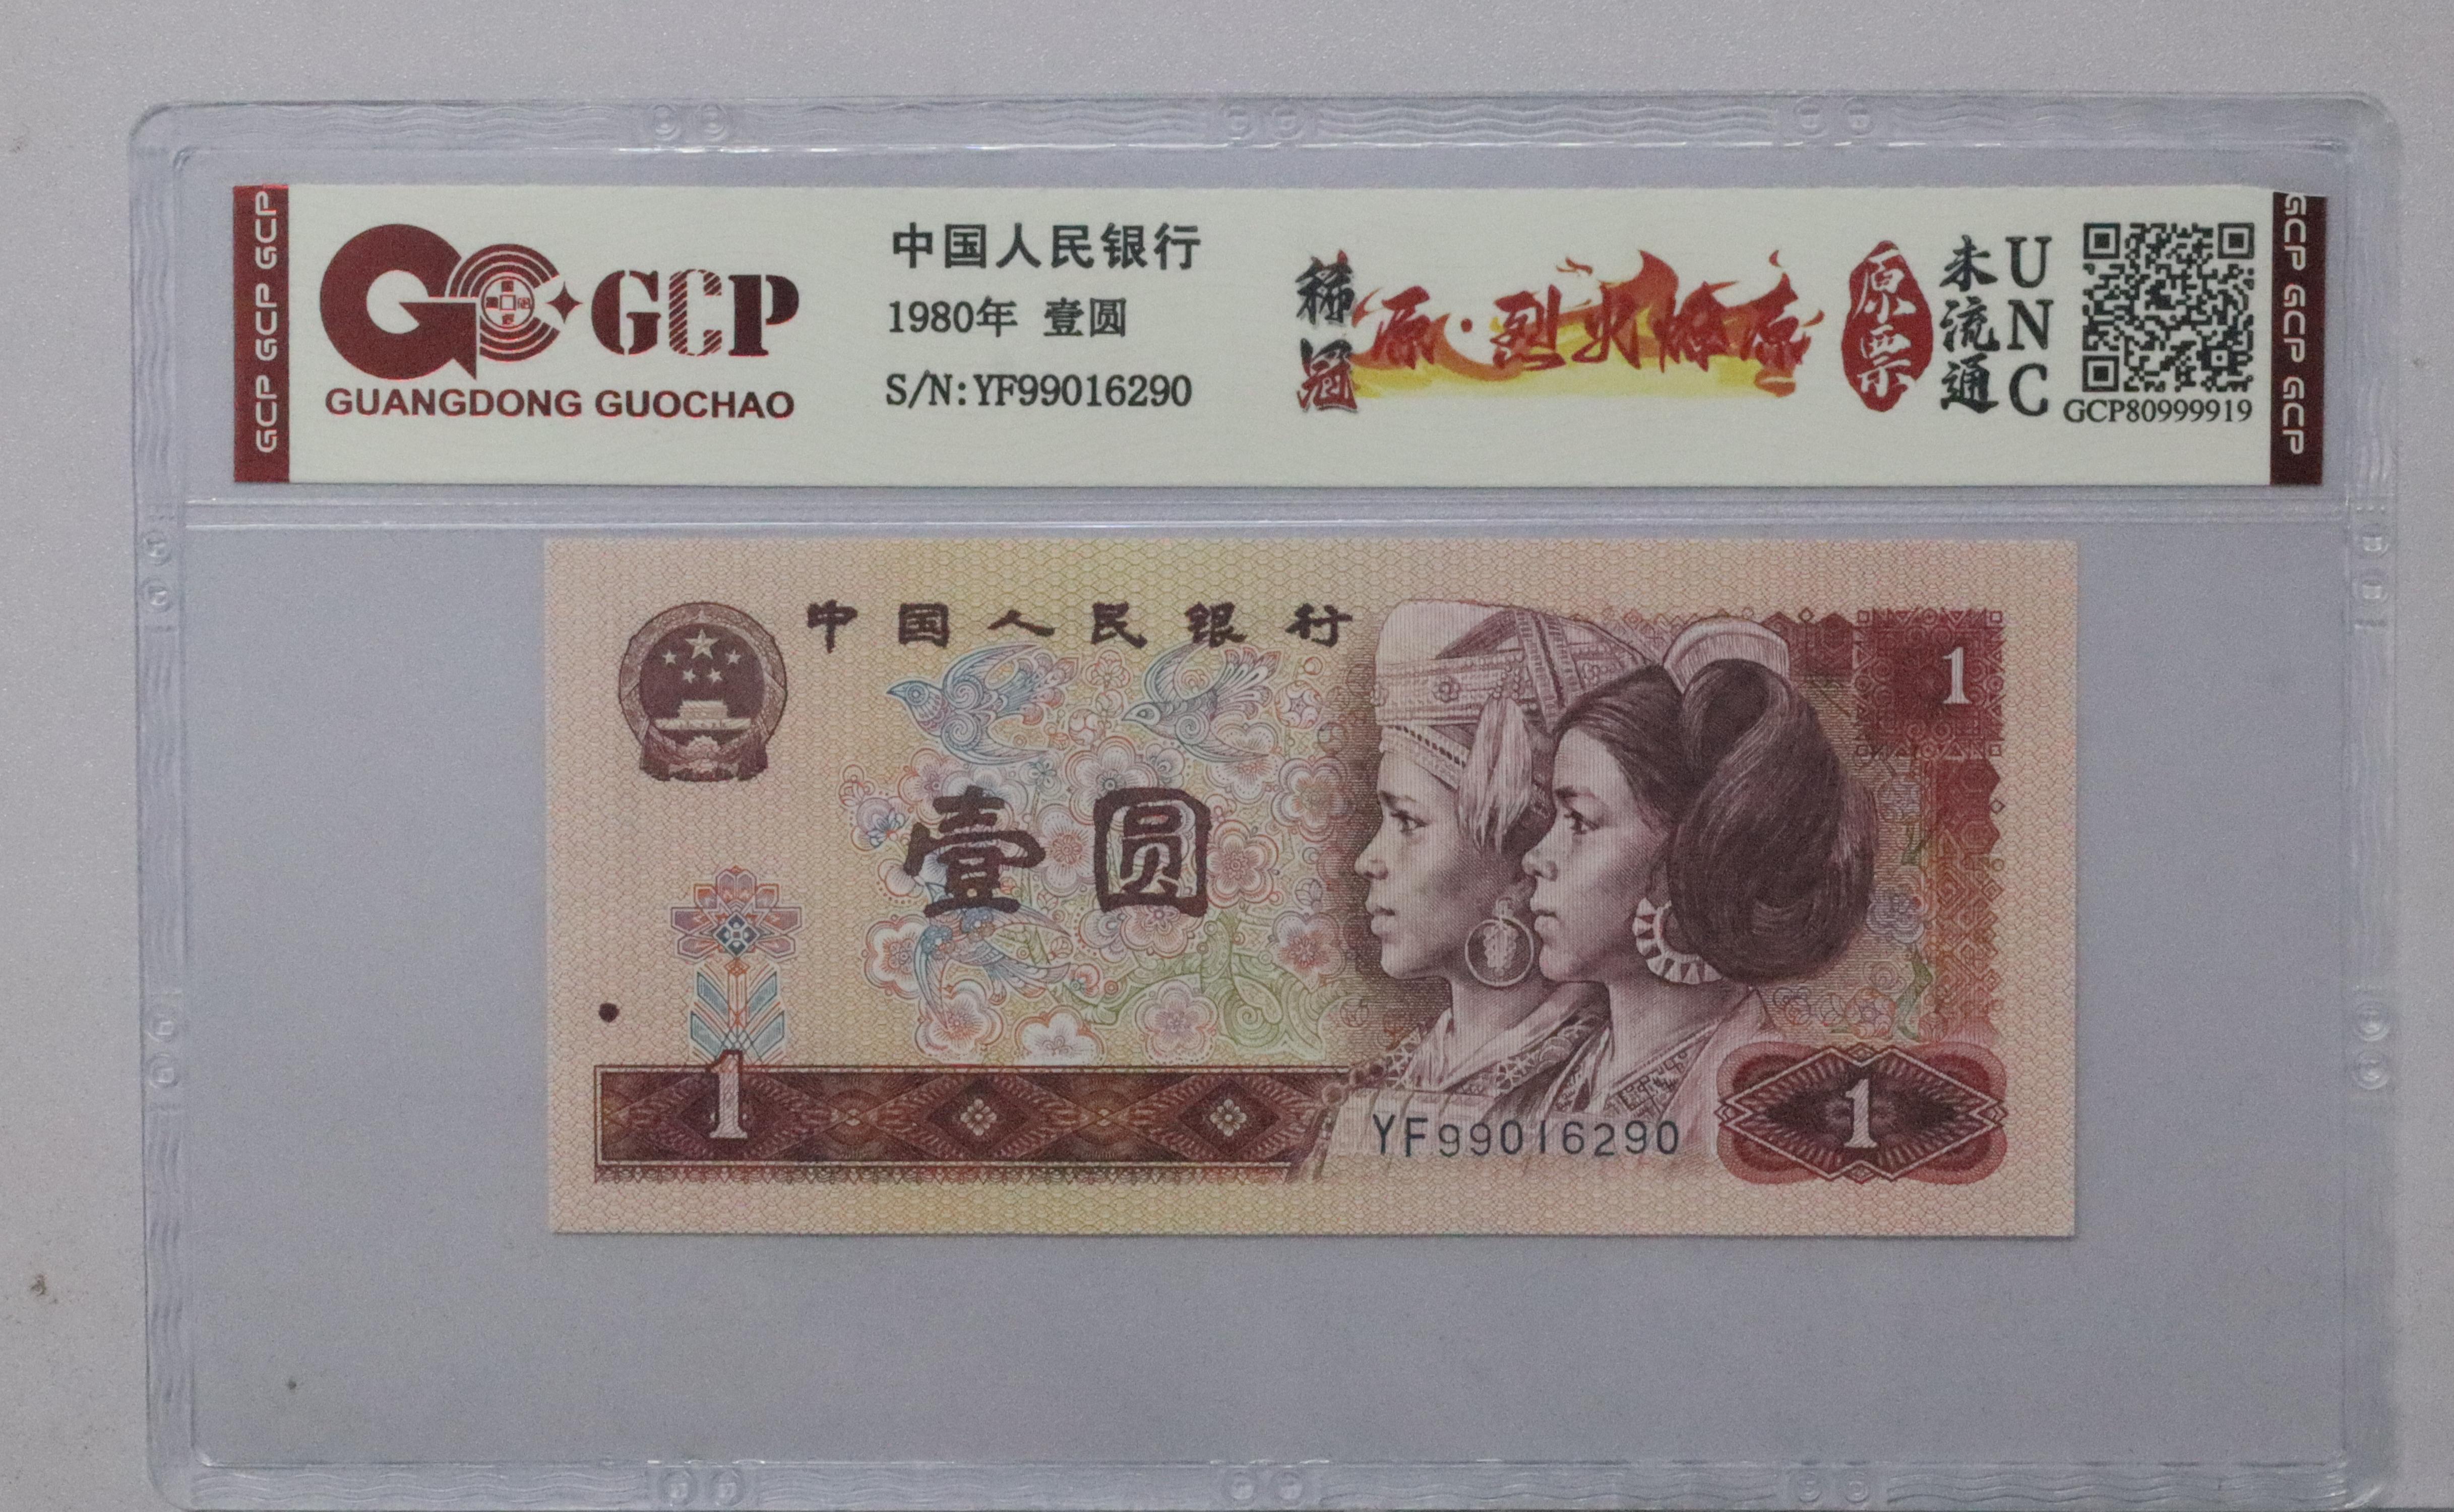 GCP GCP GCP
GCP
GUANGDONG GUOCHAO
中国人民银行
1980年 壹圆
S/N:YF99016290
稀冠
原·烈火燎原
原票
未流通
UNC
GCP80999919
GCP GCP GCP
中国人民银行
1
壹圆
1
YF99016290
1